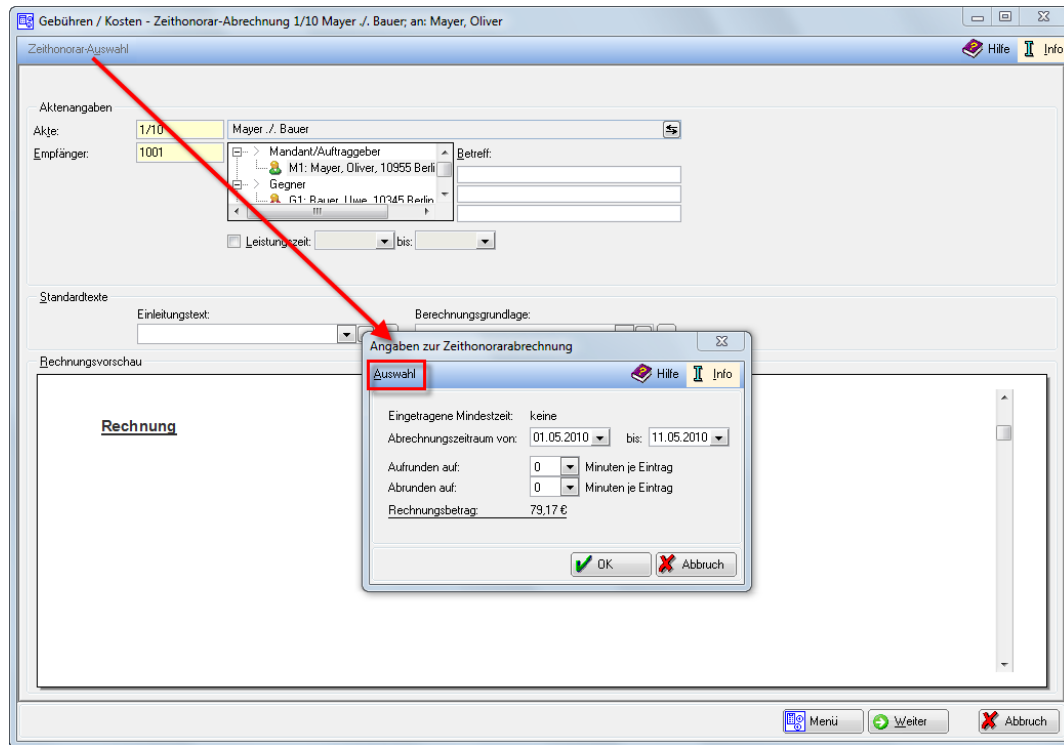 Gebühren / Kosten - Zeithonorar-Abrechnung 1/10 Mayer ./. Bauer; an: Mayer, Oliver
Zeithonorar-Auswahl Hilfe Info
Aktenangaben
Akte: 1/10 Mayer ./. Bauer
Empfänger: 1001 Mandant/Auftraggeber Betreff:
M1: Mayer, Oliver, 10955 Berli
Gegner
G1: Bauer, Uwe, 10345 Berlin
Leistungszeit: bis:
Standardtexte
Einleitungstext: Berechnungsgrundlage:
Rechnungsvorschau
Rechnung
Angaben zur Zeithonorarabrechnung
Auswahl Hilfe Info
Eingetragene Mindestzeit: keine
Abrechnungszeitraum von: 01.05.2010 bis: 11.05.2010
Aufrunden auf: 0 Minuten je Eintrag
Abrunden auf: 0 Minuten je Eintrag
Rechnungsbetrag: 79,17 €
OK Abbruch
Menü Weiter Abbruch